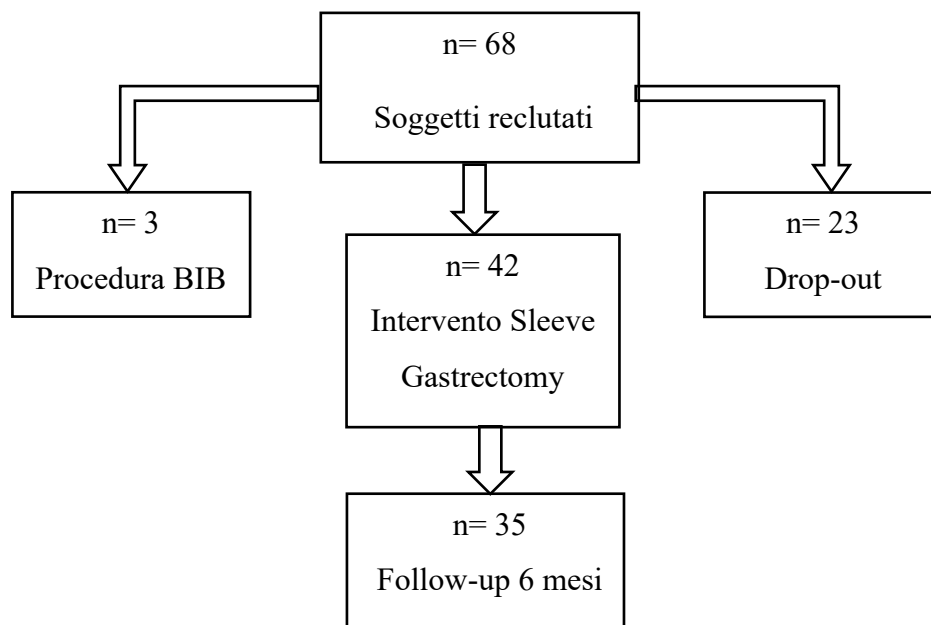 n= 68
Soggetti reclutati
n= 3
Procedura BIB
n= 42
Intervento Sleeve
Gastrectomy
n= 23
Drop-out
n= 35
Follow-up 6 mesi